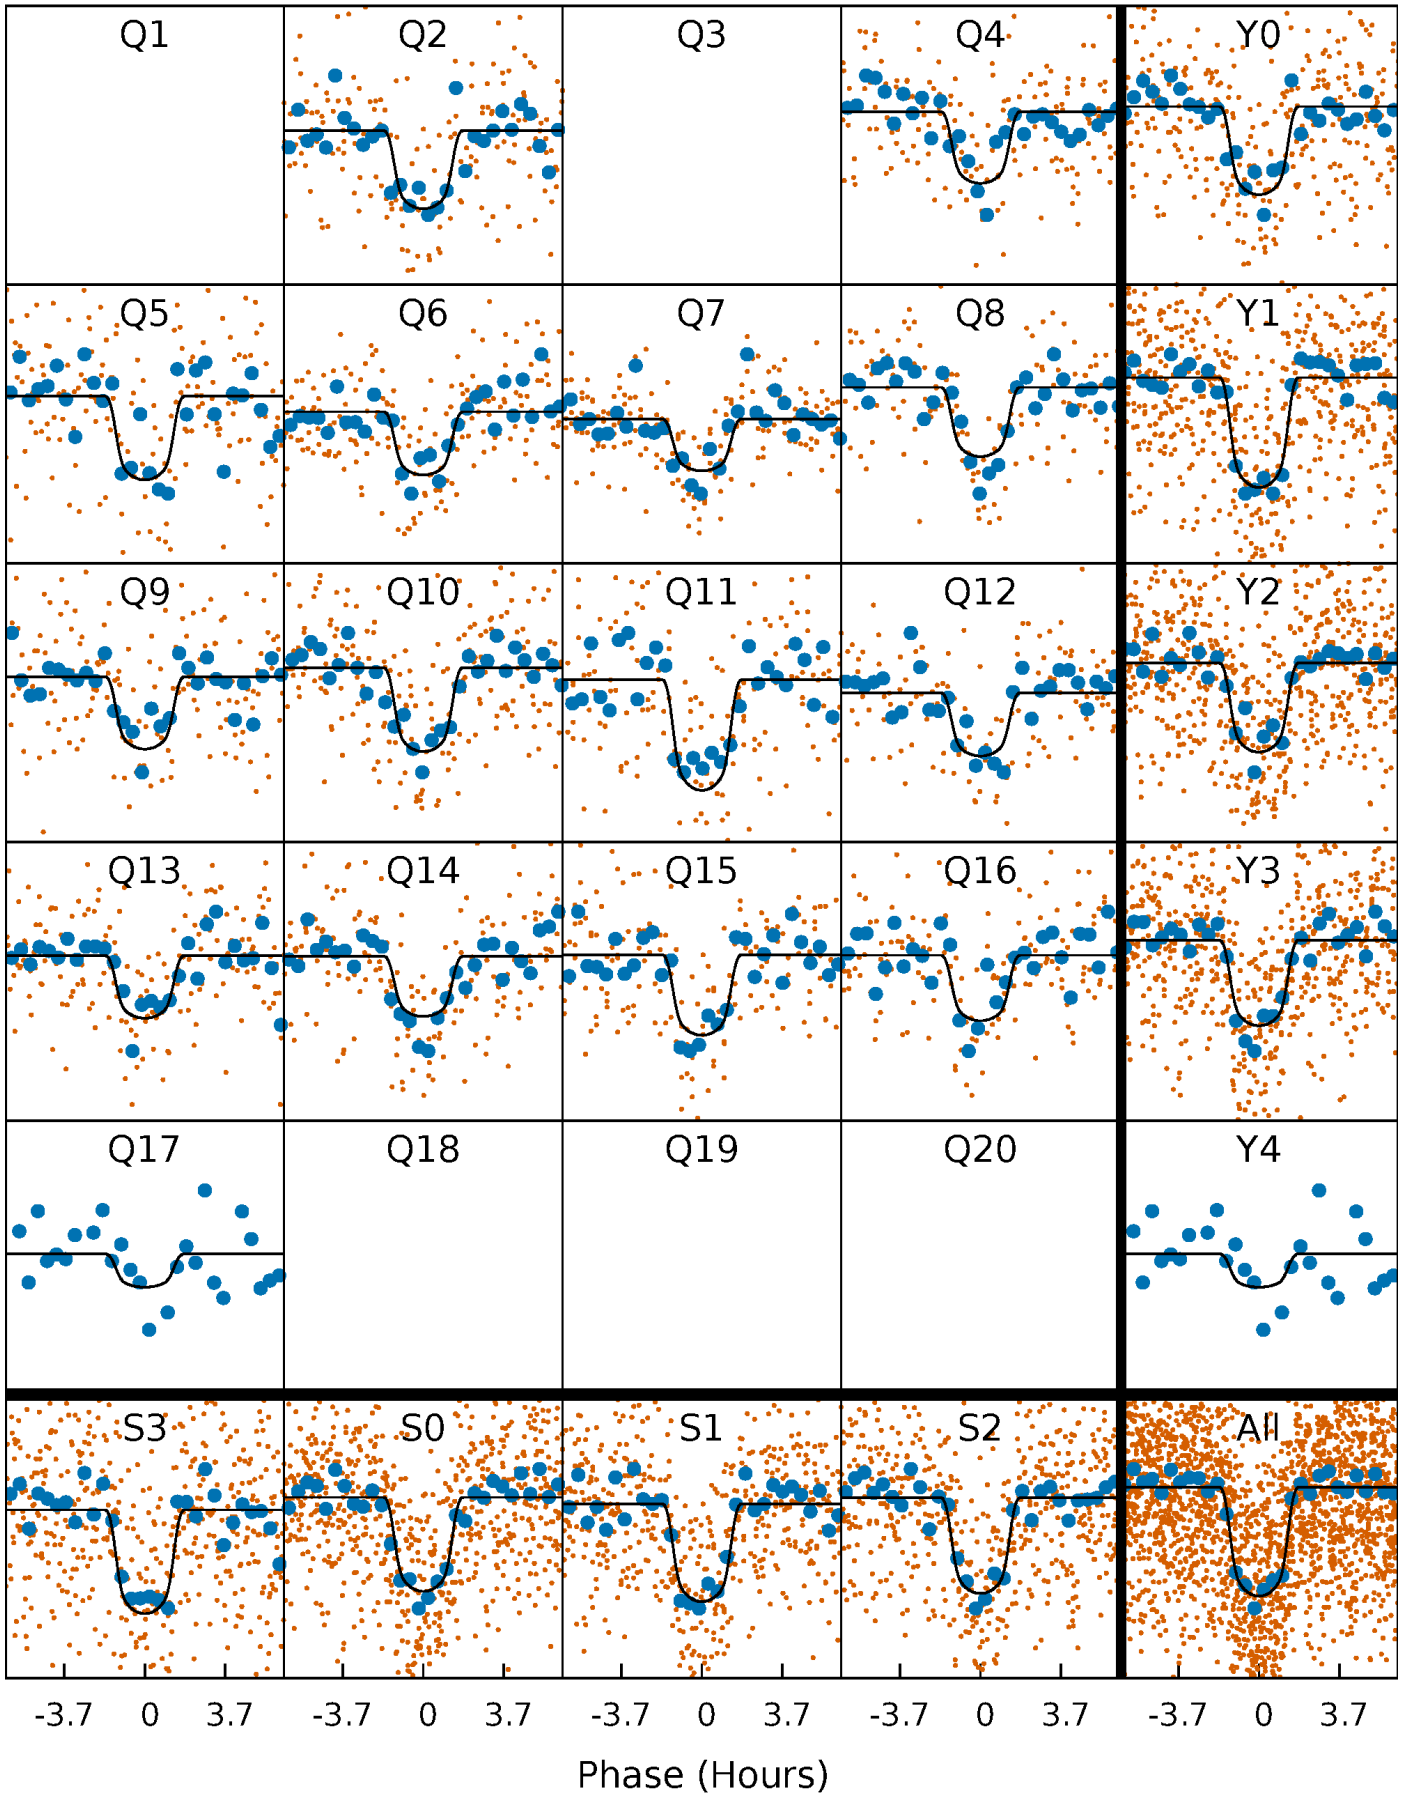 Q1 Q2 Q3 Q4 Y0
Q5 Q6 Q7 Q8 Y1
Q9 Q10 Q11 Q12 Y2
Q13 Q14 Q15 Q16 Y3
Q17 Q18 Q19 Q20 Y4
S3 S0 S1 S2 All
-3.7 0 3.7 -3.7 0 3.7 -3.7 0 3.7 -3.7 0 3.7 -3.7 0 3.7
Phase (Hours)